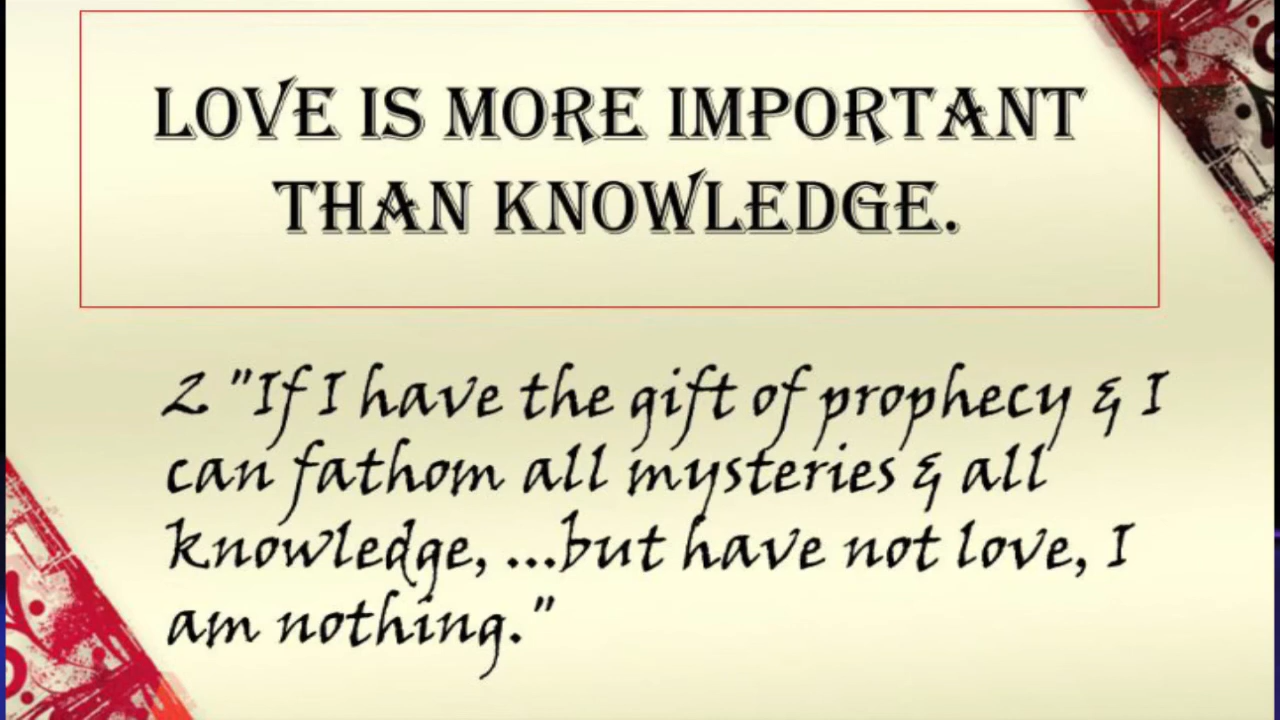 LOVE IS MORE IMPORTANT
THAN KNOWLEDGE.
2 "If I have the gift of prophecy & I
can fathom all mysteries & all
knowledge, ...but have not love, I
am nothing."